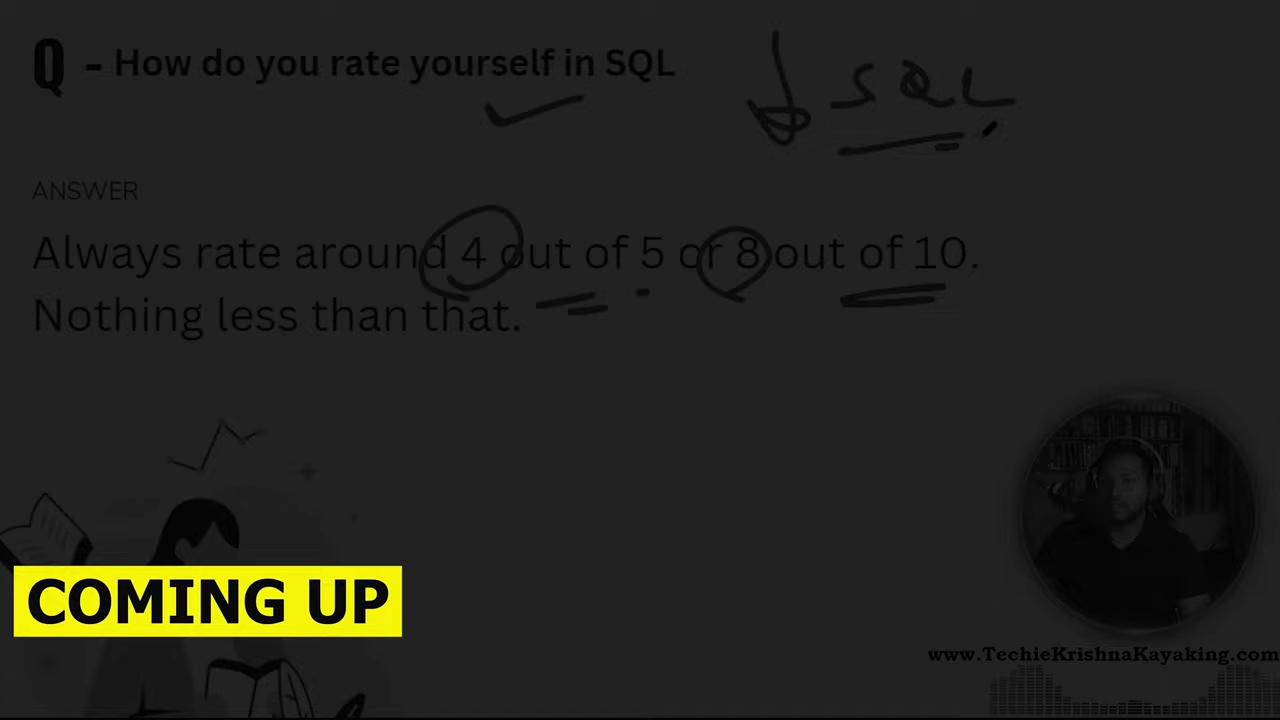 Q - How do you rate yourself in SQL
SQL
ANSWER
Always rate around 4 out of 5 or 8 out of 10.
Nothing less than that.
COMING UP
www.TechieKrishnaKayaking.com